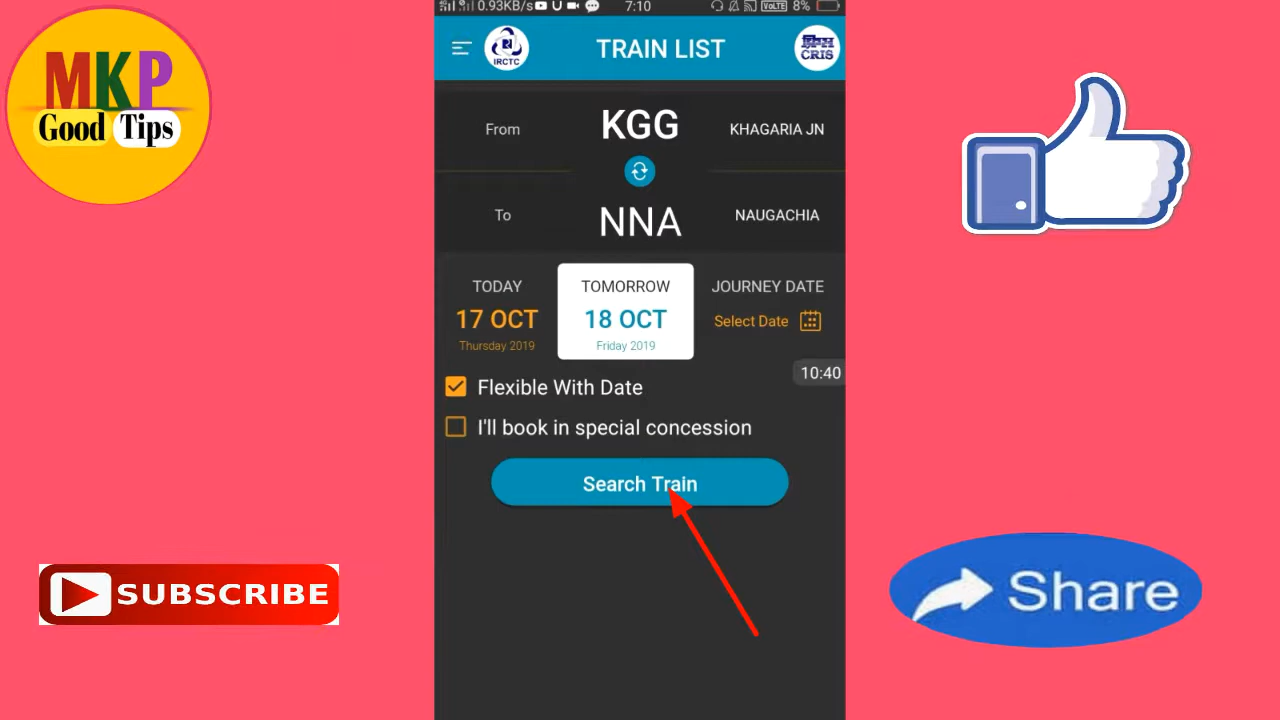 0.93KB/s
7:10
VoLTE
8%
MKP
Good Tips
IRCTC
TRAIN LIST
CRIS
From
KGG
KHAGARIA JN
To
NNA
NAUGACHIA
TODAY
17 OCT
Thursday 2019
TOMORROW
18 OCT
Friday 2019
JOURNEY DATE
Select Date
10:40
Flexible With Date
I'll book in special concession
Search Train
SUBSCRIBE
Share